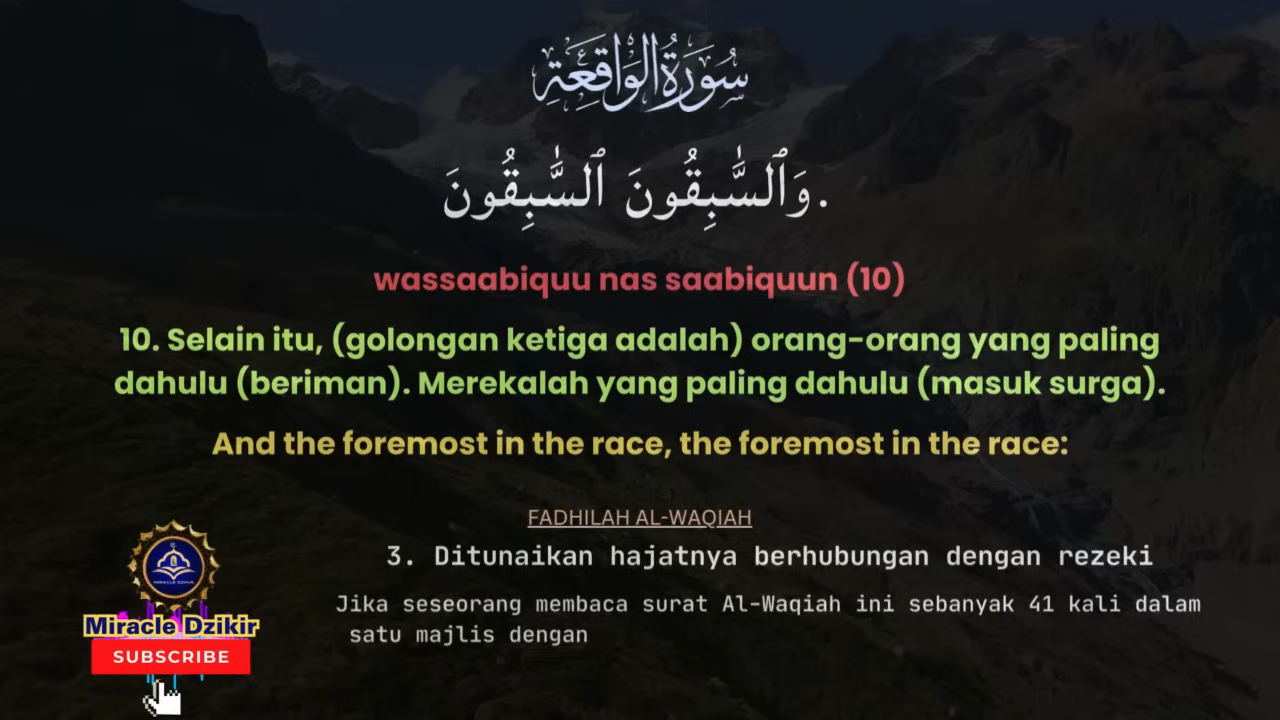 سُورَةُ الْوَاقِعَةِ
وَٱلسَّٰبِقُونَ ٱلسَّٰبِقُونَ.
wassaabiquu nas saabiquun (10)
10. Selain itu, (golongan ketiga adalah) orang-orang yang paling
dahulu (beriman). Merekalah yang paling dahulu (masuk surga).
And the foremost in the race, the foremost in the race:
FADHILAH AL-WAQIAH
3. Ditunaikan hajatnya berhubungan dengan rezeki
Jika seseorang membaca surat Al-Waqiah ini sebanyak 41 kali dalam
satu majlis dengan
MIRACLE DZIKIR
Miracle Dzikir
SUBSCRIBE